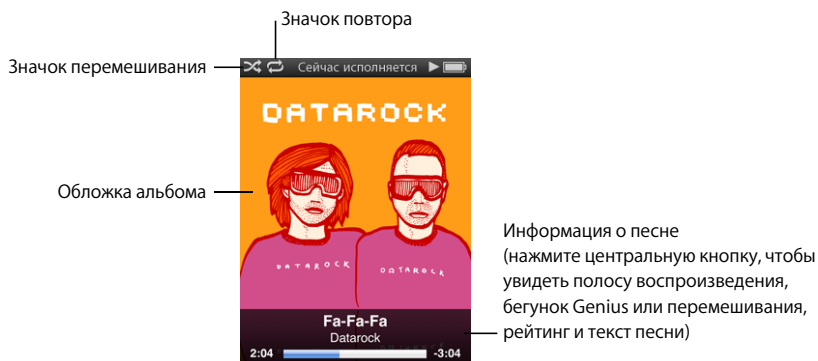 Значок повтора
Значок перемешивания
Сейчас исполняется
DATAROCK
Обложка альбома
DATAROCK
DATAROCK
Информация о песне
(нажмите центральную кнопку, чтобы
увидеть полосу воспроизведения,
бегунок Genius или перемешивания,
рейтинг и текст песни)
Fa-Fa-Fa
Datarock
2:04 -3:04